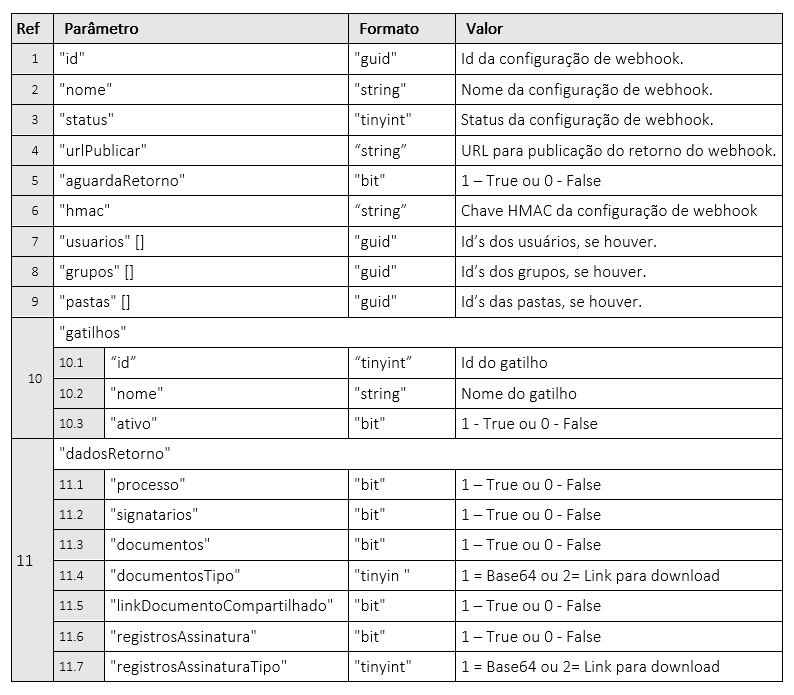 Ref Parâmetro Formato Valor
1 "id" "guid" Id da configuração de webhook.
2 "nome" "string" Nome da configuração de webhook.
3 "status" "tinyint" Status da configuração de webhook.
4 "urlPublicar" “string” URL para publicação do retorno do webhook.
5 "aguardaRetorno" "bit" 1 – True ou 0 - False
6 "hmac" “string” Chave HMAC da configuração de webhook
7 "usuarios" [] "guid" Id’s dos usuários, se houver.
8 "grupos" [] "guid" Id’s dos grupos, se houver.
9 "pastas" [] "guid" Id’s das pastas, se houver.
10 "gatilhos"
10.1 “id” “tinyint” Id do gatilho
10.2 "nome" "string" Nome do gatilho
10.3 "ativo" "bit" 1 - True ou 0 - False
11 "dadosRetorno"
11.1 "processo" "bit" 1 – True ou 0 - False
11.2 "signatarios" "bit" 1 – True ou 0 - False
11.3 "documentos" "bit" 1 – True ou 0 - False
11.4 "documentosTipo" "tinyin " 1 = Base64 ou 2= Link para download
11.5 "linkDocumentoCompartilhado" "bit" 1 – True ou 0 - False
11.6 "registrosAssinatura" "bit" 1 – True ou 0 - False
11.7 "registrosAssinaturaTipo" "tinyint" 1 = Base64 ou 2= Link para download